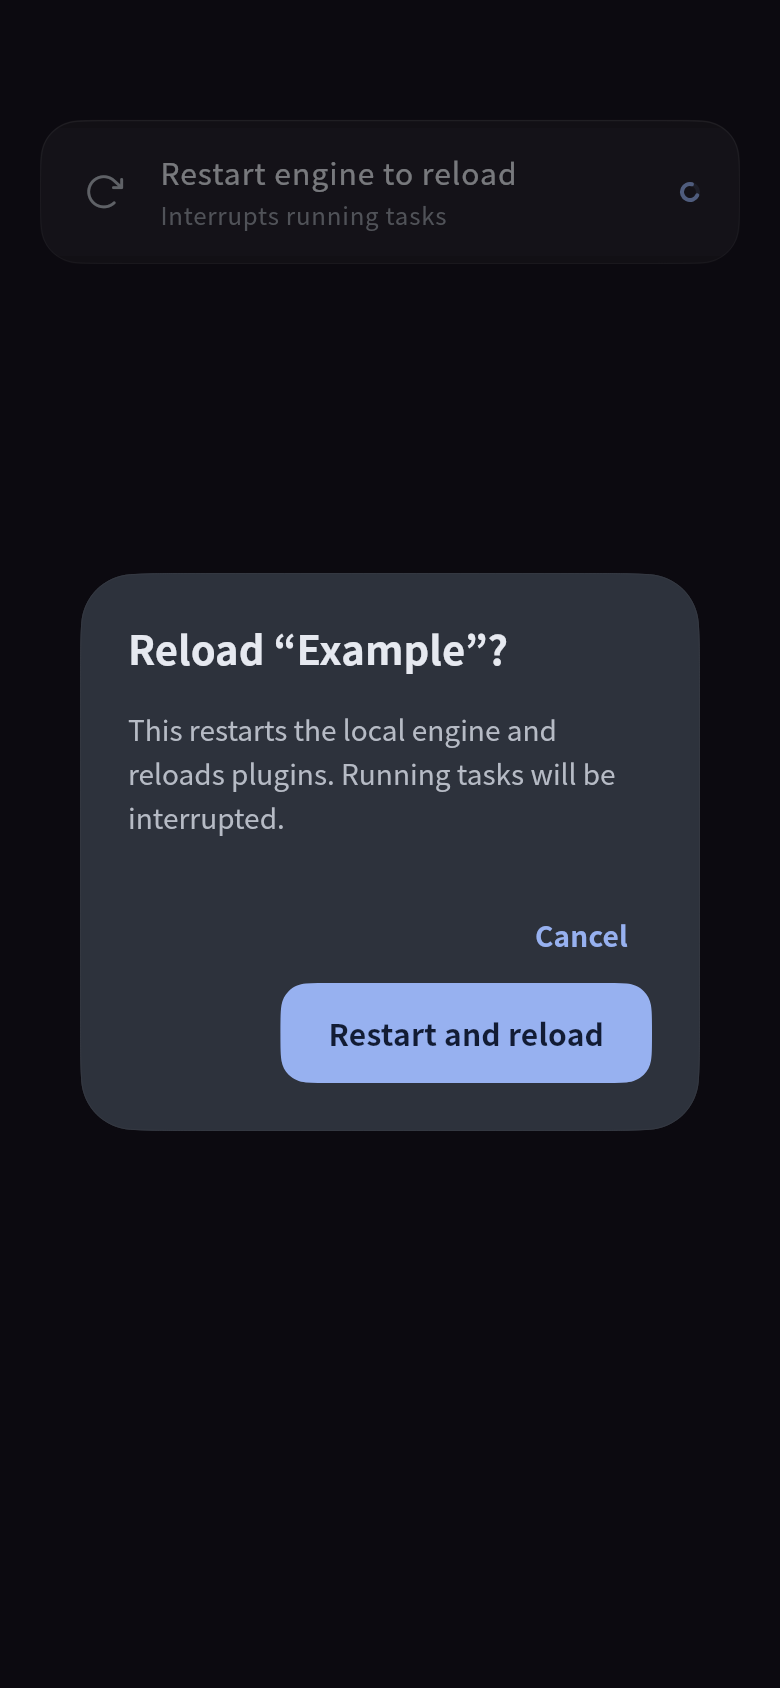 Restart engine to reload
Interrupts running tasks
Reload “Example”?
This restarts the local engine and
reloads plugins. Running tasks will be
interrupted.
Cancel
Restart and reload